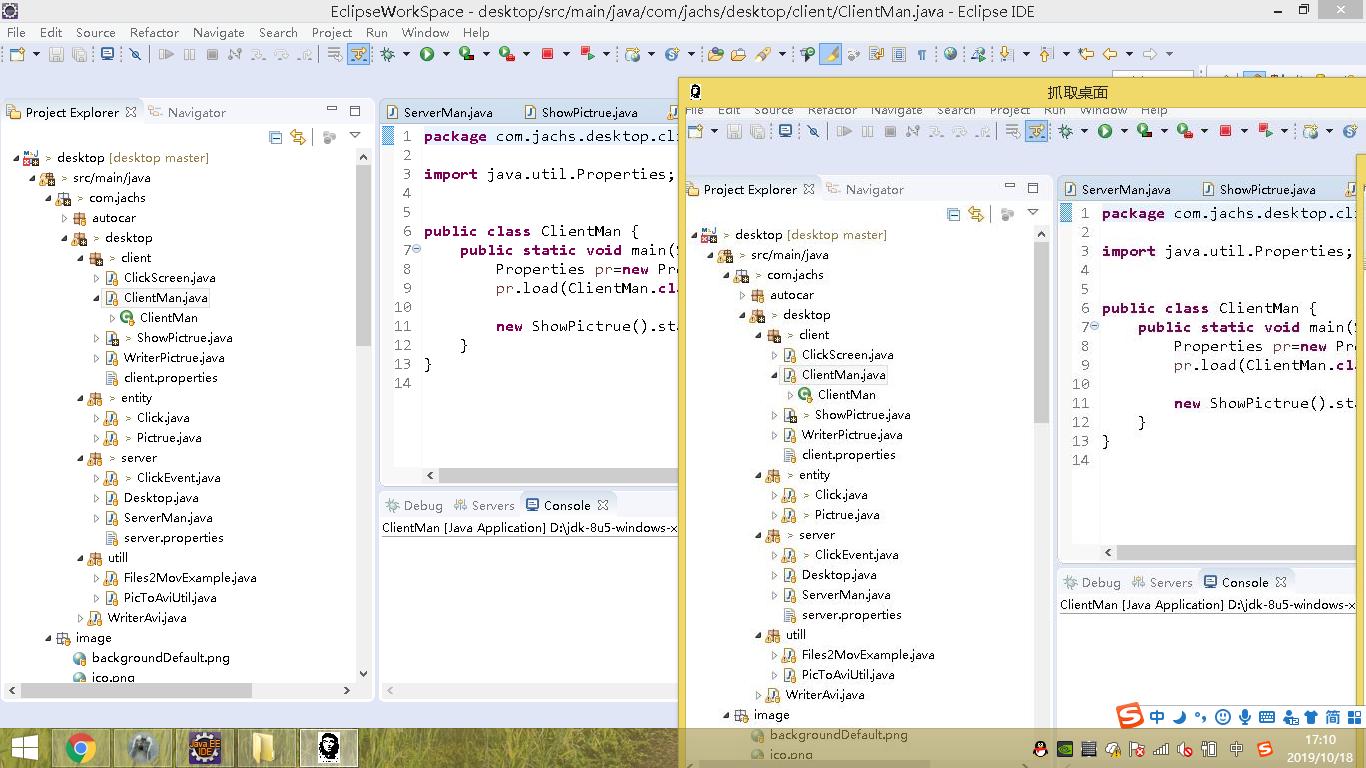 EclipseWorkSpace - desktop/src/main/java/com/jachs/desktop/client/ClientMan.java - Eclipse IDE
File Edit Source Refactor Navigate Search Project Run Window Help
Project Explorer Navigator
desktop [desktop master]
> src/main/java
> com.jachs
autocar
> desktop
> client
ClickScreen.java
ClientMan.java
ClientMan
> ShowPictrue.java
WriterPictrue.java
client.properties
> entity
> Click.java
> Pictrue.java
> server
> ClickEvent.java
Desktop.java
ServerMan.java
server.properties
utill
Files2MovExample.java
PicToAviUtil.java
WriterAvi.java
image
backgroundDefault.png
ico.png
ServerMan.java ShowPictrue.java
1 package com.jachs.desktop.cli
2
3 import java.util.Properties;
4
5
6 public class ClientMan {
7 public static void main(S
8 Properties pr=new Pro
9 pr.load(ClientMan.cla
10
11 new ShowPictrue().sta
12 }
13 }
14
Debug Servers Console
ClientMan [Java Application] D:\jdk-8u5-windows-x
抓取桌面
File Edit Source Refactor Navigate Search Project Run Window Help
Project Explorer Navigator
> desktop [desktop master]
> src/main/java
> com.jachs
autocar
> desktop
> client
ClickScreen.java
ClientMan.java
ClientMan
> ShowPictrue.java
WriterPictrue.java
client.properties
> entity
> Click.java
> Pictrue.java
> server
> ClickEvent.java
Desktop.java
ServerMan.java
server.properties
utill
Files2MovExample.java
PicToAviUtil.java
WriterAvi.java
image
backgroundDefault.png
ico.png
ServerMan.java ShowPictrue.java
1 package com.jachs.desktop.cli
2
3 import java.util.Properties;
4
5
6 public class ClientMan {
7 public static void main(S
8 Properties pr=new Pro
9 pr.load(ClientMan.cla
10
11 new ShowPictrue().sta
12 }
13 }
14
Debug Servers Console
ClientMan [Java Application] D:\jdk-8u5-windows-x
中 简
Java EE
IDE
中
17:10
2019/10/18